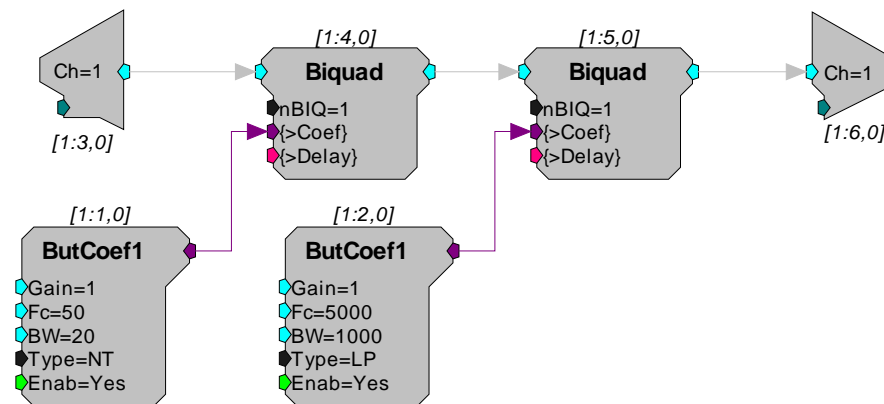 [1:4,0]
[1:5,0]
Ch=1
Biquad
Biquad
Ch=1
nBIQ=1
{>Coef}
{>Delay}
nBIQ=1
{>Coef}
{>Delay}
[1:3,0]
[1:6,0]
[1:1,0]
[1:2,0]
ButCoef1
Gain=1
Fc=50
BW=20
Type=NT
Enab=Yes
ButCoef1
Gain=1
Fc=5000
BW=1000
Type=LP
Enab=Yes